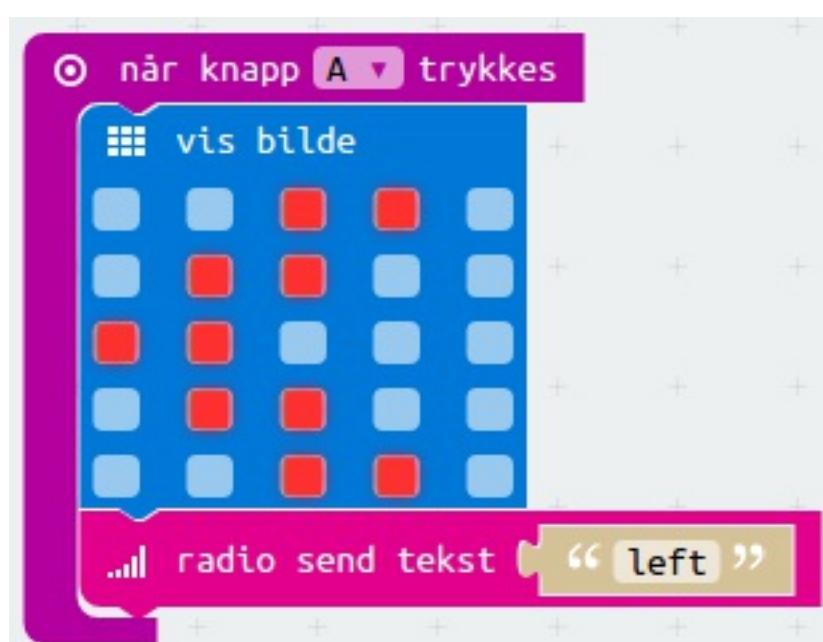 når knapp A trykkes
vis bilde
radio send tekst “ left ”